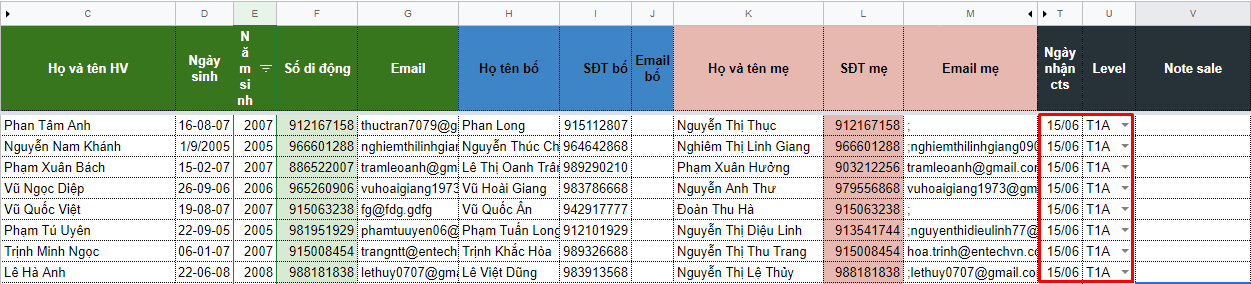 C D E F G H I J K L M T U V
Họ và tên HV Ngày sinh Năm sinh Số di động Email Họ tên bố SĐT bố Email bố Họ và tên mẹ SĐT mẹ Email mẹ Ngày nhận cts Level Note sale
Phan Tâm Anh 16-08-07 2007 912167158 thuctran7079@g Phan Long 915112807 Nguyễn Thị Thục 912167158 ; 15/06 T1A
Nguyễn Nam Khánh 1/9/2005 2005 966601288 nghiemthilinhgiang Nguyễn Thúc Ch 964642868 Nghiêm Thị Linh Giang 966601288 ;nghiemthilinhgiang090 15/06 T1A
Phạm Xuân Bách 15-02-07 2007 886522007 tramleoanh@gm Lê Thị Oanh Trâ 989290210 Phạm Xuân Hưởng 903212256 tramleoanh@gmail.com 15/06 T1A
Vũ Ngọc Diệp 26-09-06 2006 965260906 vuhoaigiang1973 Vũ Hoài Giang 983786668 Nguyễn Anh Thư 979556868 vuhoaigiang1973@gm 15/06 T1A
Vũ Quốc Việt 19-08-07 2007 915063238 fg@fdg.gdfg Vũ Quốc Ân 942917777 Đoàn Thu Hà 915063238 ; 15/06 T1A
Phạm Tú Uyên 22-09-05 2005 981951929 phamtuuyen06@ Phạm Tuấn Long 912101929 Nguyễn Thị Diệu Linh 913541744 ;nguyenthidieulinh77@ 15/06 T1A
Trịnh Minh Ngọc 06-01-07 2007 915008454 trangntt@entech Trịnh Khắc Hòa 989326688 Nguyễn Thị Thu Trang 915008454 hoa.trinh@entechvn.c 15/06 T1A
Lê Hà Anh 22-06-08 2008 988181838 lethuy0707@gma Lê Việt Dũng 983913568 Nguyễn Thị Lệ Thủy 988181838 ;lethuy0707@gmail.co 15/06 T1A